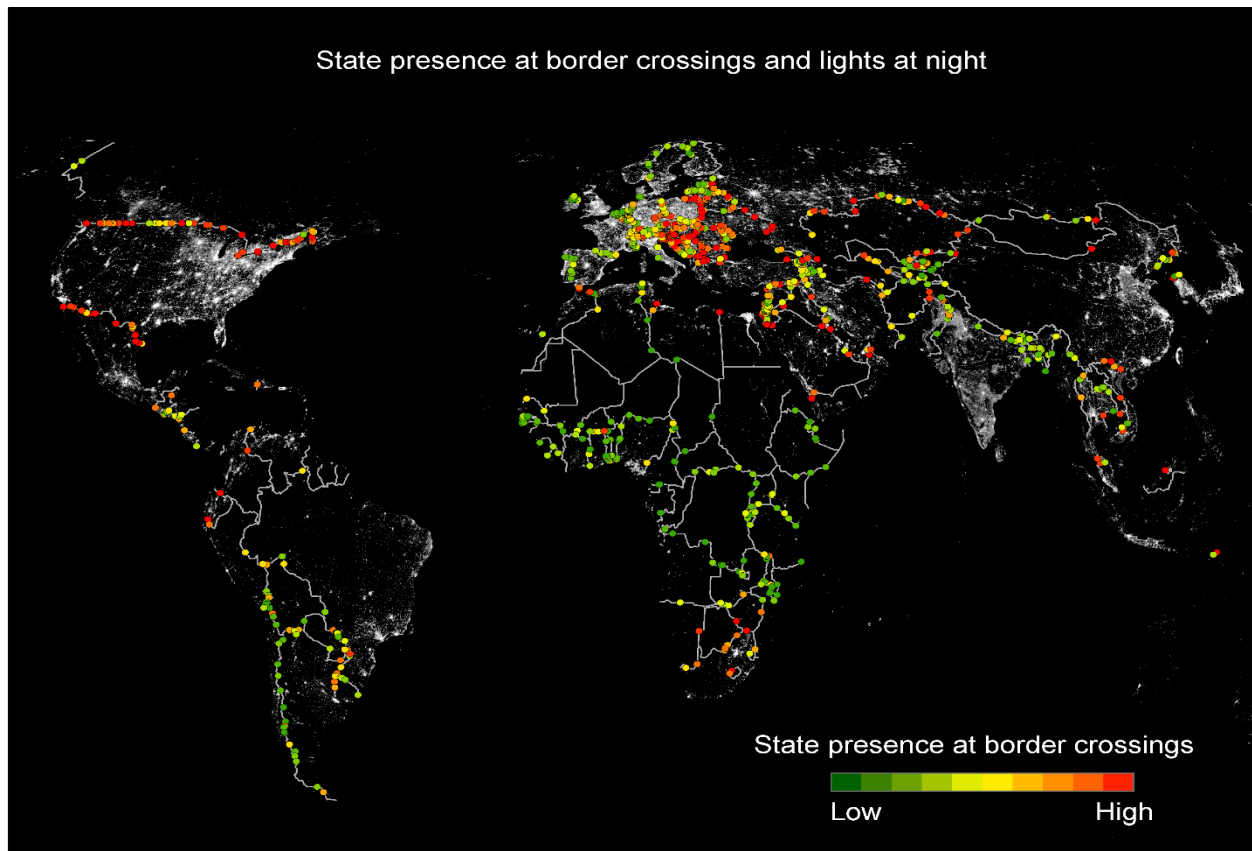 State presence at border crossings and lights at night
State presence at border crossings
Low High